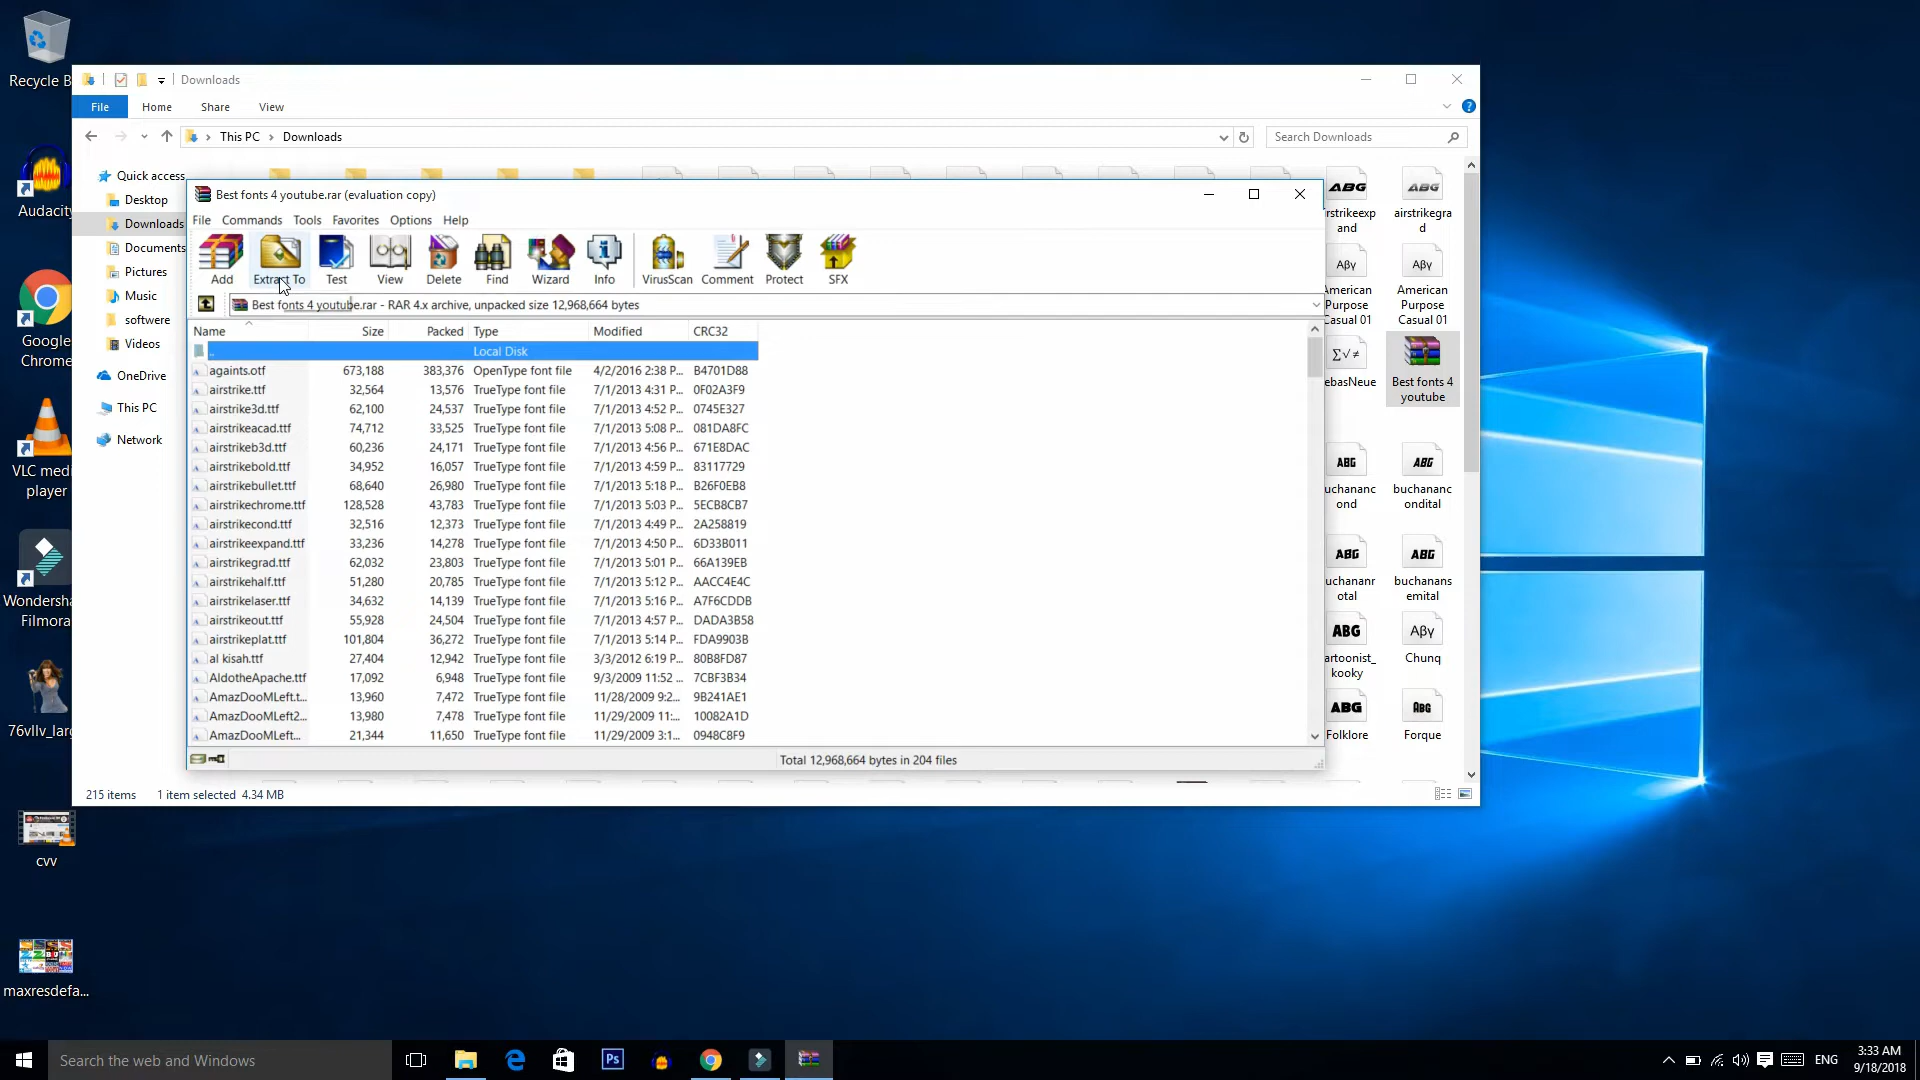 Recycle B
Audacity
Google
Chrome
VLC medi
player
Wondersha
Filmora
76vllv_larg
cvv
maxresdefa...
Downloads
File Home Share View
This PC Downloads
Search Downloads
Quick access
Desktop
Downloads
Documents
Pictures
Music
softwere
Videos
OneDrive
This PC
Network
Best fonts 4 youtube.rar (evaluation copy)
File Commands Tools Favorites Options Help
Add Extract To Test View Delete Find Wizard Info VirusScan Comment Protect SFX
Best fonts 4 youtube.rar - RAR 4.x archive, unpacked size 12,968,664 bytes
Name Size Packed Type Modified CRC32
.. Local Disk
againts.otf 673,188 383,376 OpenType font file 4/2/2016 2:38 P... B4701D88
airstrike.ttf 32,564 13,576 TrueType font file 7/1/2013 4:31 P... 0F02A3F9
airstrike3d.ttf 62,100 24,537 TrueType font file 7/1/2013 4:52 P... 0745E327
airstrikeacad.ttf 74,712 33,525 TrueType font file 7/1/2013 5:08 P... 081DA8FC
airstrikeb3d.ttf 60,236 24,171 TrueType font file 7/1/2013 4:56 P... 671E8DAC
airstrikebold.ttf 34,952 16,057 TrueType font file 7/1/2013 4:59 P... 83117729
airstrikebullet.ttf 68,640 26,980 TrueType font file 7/1/2013 5:18 P... B26F0EB8
airstrikechrome.ttf 128,528 43,783 TrueType font file 7/1/2013 5:03 P... 5ECB8CB7
airstrikecond.ttf 32,516 12,373 TrueType font file 7/1/2013 4:49 P... 2A258819
airstrikeexpand.ttf 33,236 14,278 TrueType font file 7/1/2013 4:50 P... 6D33B011
airstrikegrad.ttf 62,032 23,803 TrueType font file 7/1/2013 5:01 P... 66A139EB
airstrikehalf.ttf 51,280 20,785 TrueType font file 7/1/2013 5:12 P... AACC4E4C
airstrikelaser.ttf 34,632 14,139 TrueType font file 7/1/2013 5:16 P... A7F6CDDB
airstrikeout.ttf 55,928 24,504 TrueType font file 7/1/2013 4:57 P... DADA3B58
airstrikeplat.ttf 101,804 36,272 TrueType font file 7/1/2013 5:14 P... FDA9903B
al kisah.ttf 27,404 12,942 TrueType font file 3/3/2012 6:19 P... 80B8FD87
AldotheApache.ttf 17,092 6,948 TrueType font file 9/3/2009 11:52 ... 7CBF3B34
AmazDooMLeft.t... 13,960 7,472 TrueType font file 11/28/2009 9:2... 9B241AE1
AmazDooMLeft2... 13,980 7,478 TrueType font file 11/29/2009 11:... 10082A1D
AmazDooMLeft... 21,344 11,650 TrueType font file 11/29/2009 3:1... 0948C8F9
Total 12,968,664 bytes in 204 files
ABG ABG
irstrikeexp airstrikegra
and d
Aβγ Aβγ
American American
Purpose Purpose
Casual 01 Casual 01
∑√≠
ebasNeue Best fonts 4
youtube
ABG ABG
uchananc buchananc
ond ondital
ABG ABG
uchananr buchanans
otal emital
ABG Aβγ
artoonist_ Chunq
kooky
ABG ABG
Folklore Forque
215 items 1 item selected 4.34 MB
Search the web and Windows
Ps
ENG
3:33 AM
9/18/2018